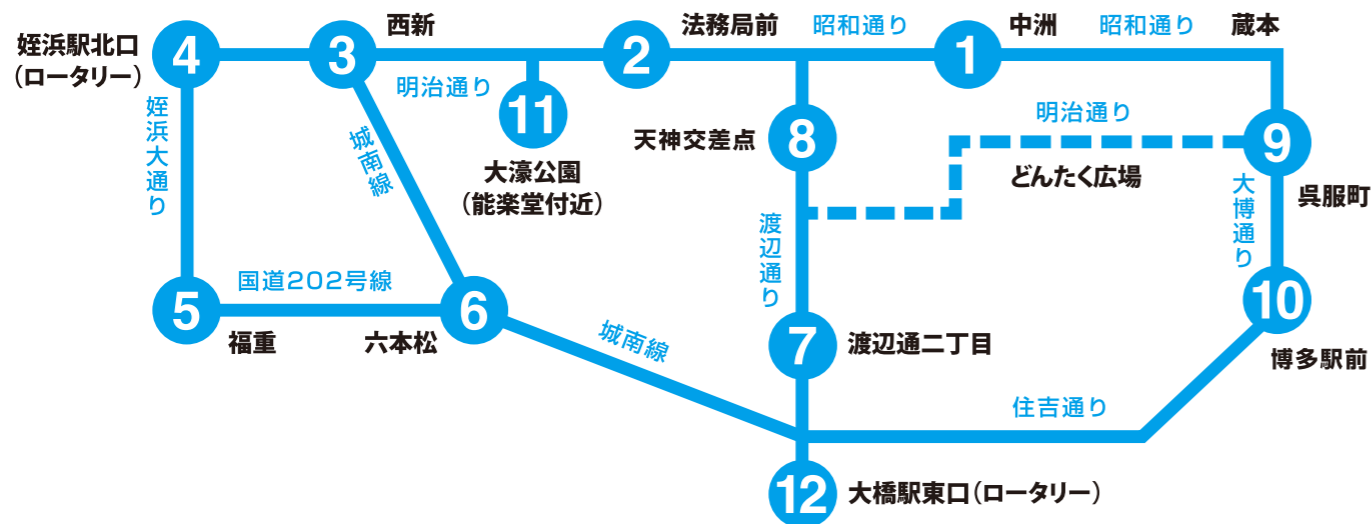 西新
法務局前
昭和通り
中洲
昭和通り
蔵本
姪浜駅北口
（ロータリー）
4
3
2
1
明治通り
11
明治通り
姪浜大通り
城南線
天神交差点
8
9
大濠公園
（能楽堂付近）
どんたく広場
呉服町
渡辺通り
大博通り
国道202号線
5
6
10
福重
六本松
城南線
7
渡辺通二丁目
博多駅前
住吉通り
12
大橋駅東口（ロータリー）